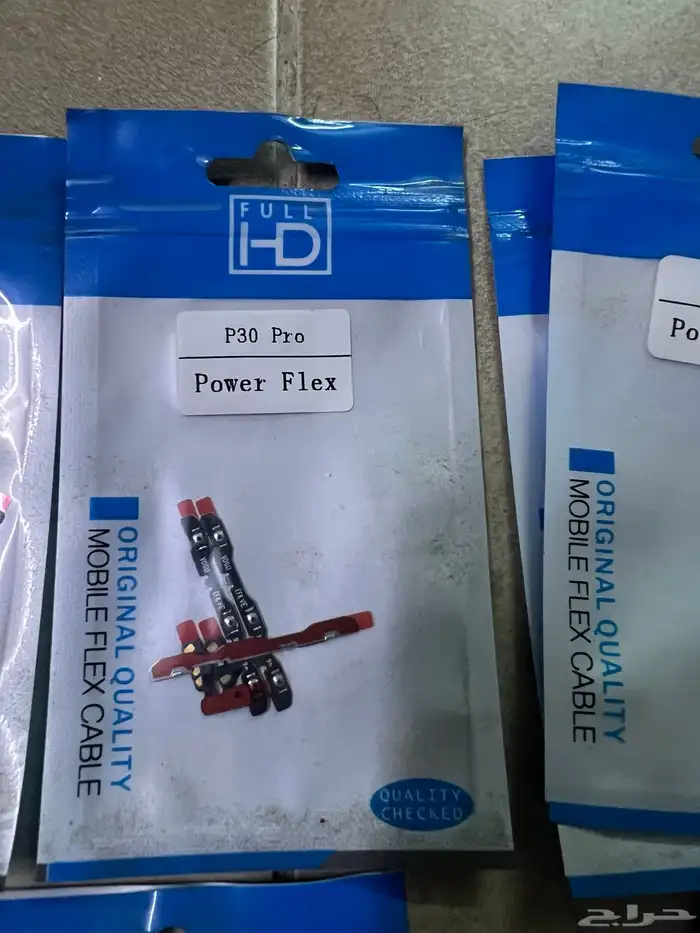 FULL
HD
P30 Pro
Power Flex
ORIGINAL QUALITY
MOBILE FLEX CABLE
QUALITY
CHECKED
Po
ORIGINAL QUALITY
MOBILE FLEX CABLE
حراج